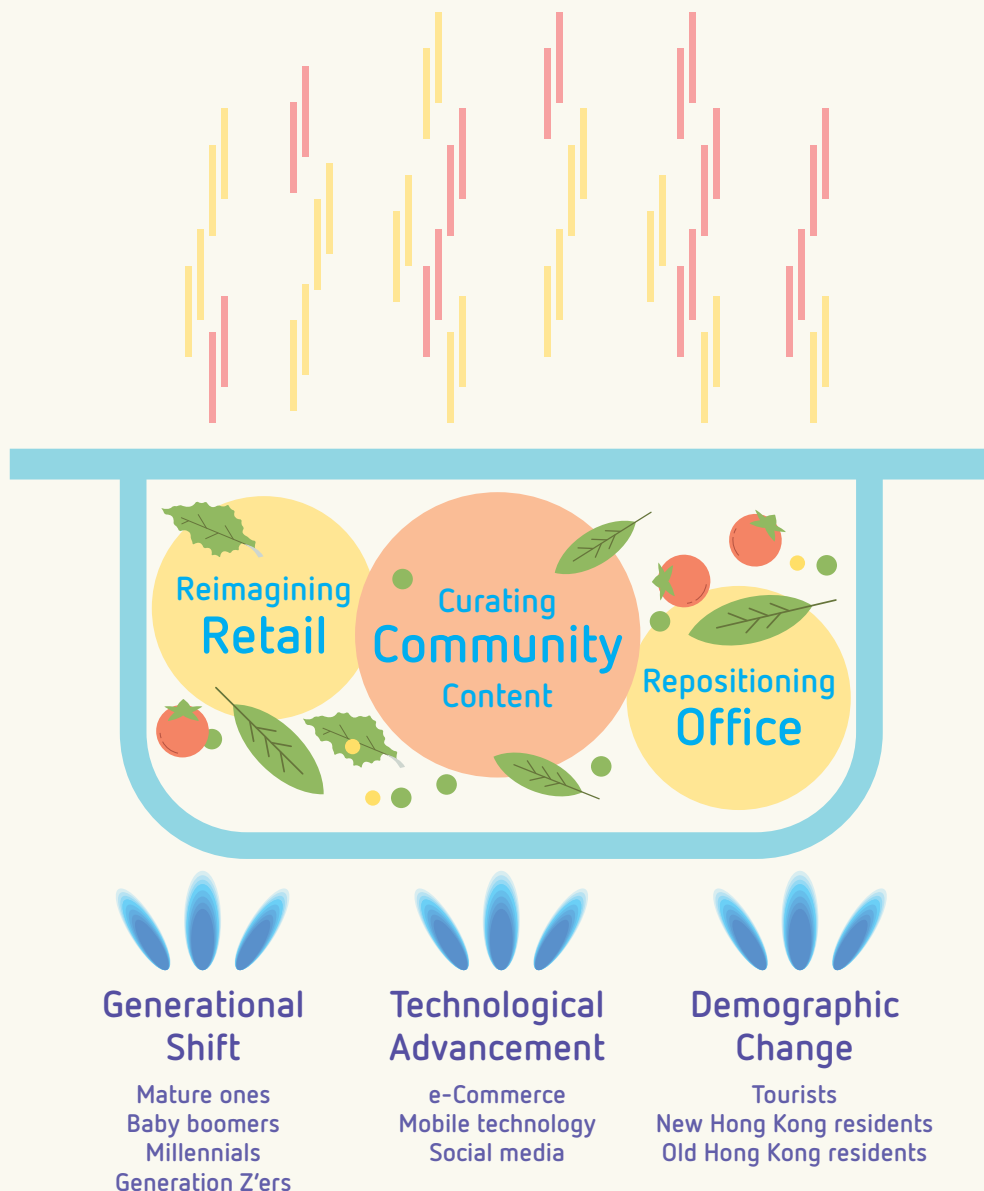 Reimagining
Retail
Curating
Community
Content
Repositioning
Office
Generational
Shift
Mature ones
Baby boomers
Millennials
Generation Z'ers
Technological
Advancement
e-Commerce
Mobile technology
Social media
Demographic
Change
Tourists
New Hong Kong residents
Old Hong Kong residents